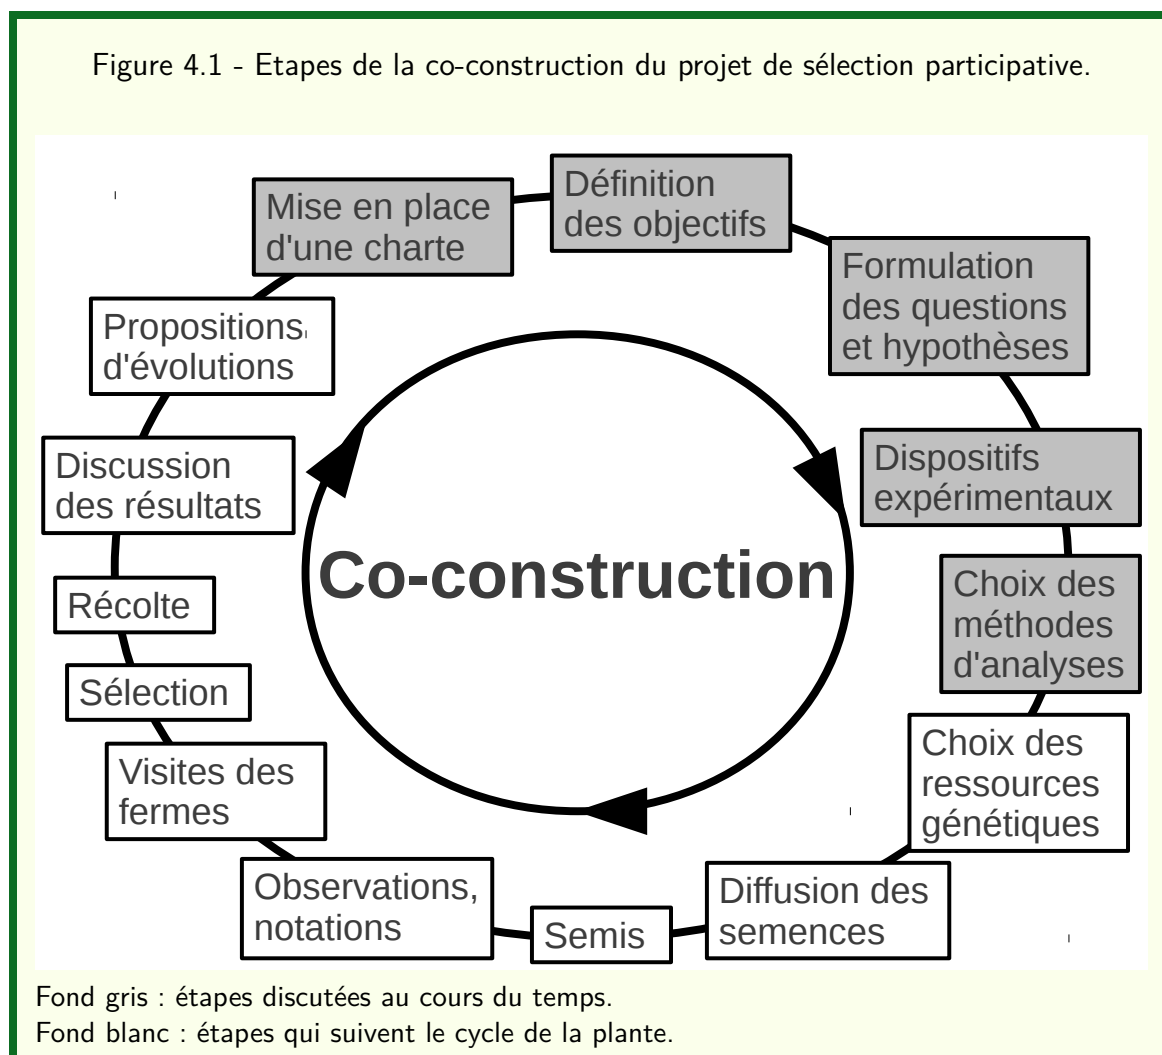 Figure 4.1 - Etapes de la co-construction du projet de sélection participative.
Mise en place
d'une charte
Définition
des objectifs
Formulation
des questions
et hypothèses
Dispositifs
expérimentaux
Choix des
méthodes
d'analyses
Choix des
ressources
génétiques
Diffusion des
semences
Semis
Observations,
notations
Visites des
fermes
Sélection
Récolte
Discussion
des résultats
Propositions
d'évolutions
Co-construction
Fond gris : étapes discutées au cours du temps.
Fond blanc : étapes qui suivent le cycle de la plante.